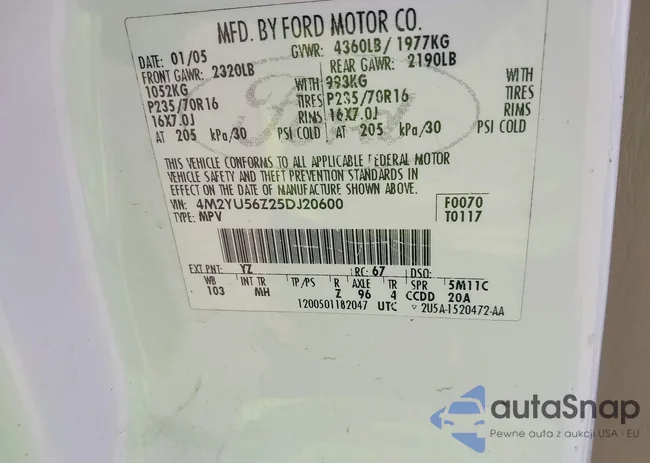 MFD. BY FORD MOTOR CO.
DATE: 01/05 GVWR: 4360LB/ 1977KG
FRONT GAWR: 2320LB REAR GAWR: 2190LB
1052KG WITH 993KG WITH
P235/70R16 TIRES P235/70R16 TIRES
16X7.0J RIMS 16X7.0J RIMS
AT 205 kPa/30 PSI COLD AT 205 kPa/30 PSI COLD
THIS VEHICLE CONFORMS TO ALL APPLICABLE FEDERAL MOTOR
VEHICLE SAFETY AND THEFT PREVENTION STANDARDS IN
EFFECT ON THE DATE OF MANUFACTURE SHOWN ABOVE.
VIN: 4M2YU56Z25DJ20600 F0070
TYPE: MPV T0117
EXT PNT: YZ RC: 67 DSO:
WB INT TR TP/PS R AXLE TR SPR 5M11C
103 MH Z 96 4 CCDD 20A
1200501182047 UTC ▽ 2U5A-1520472-AA
Ford
autaSnap
Pewne auta z aukcji USA i EU